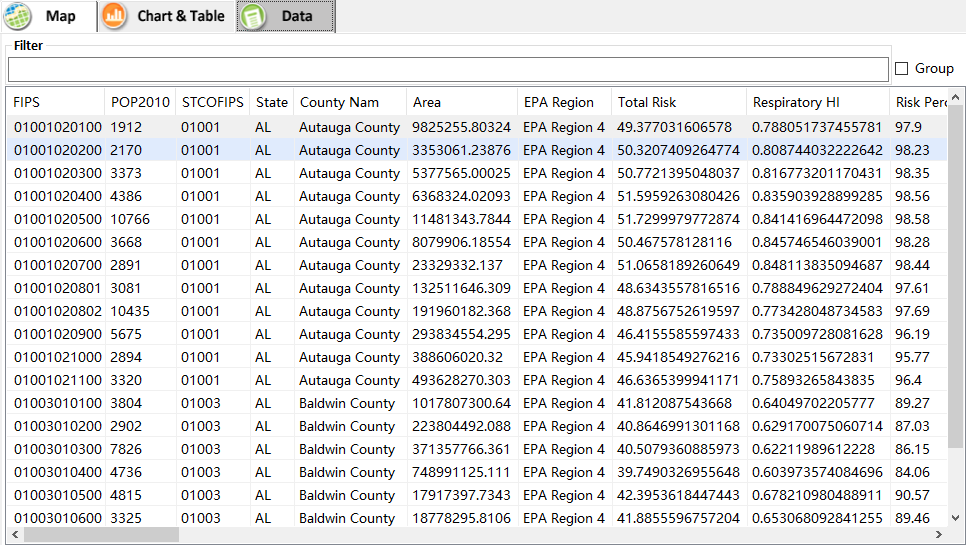 Map Chart & Table Data
Filter
Group
FIPS POP2010 STCOFIPS State County Nam Area EPA Region Total Risk Respiratory HI Risk Perc
01001020100 1912 01001 AL Autauga County 9825255.80324 EPA Region 4 49.377031606578 0.788051737455781 97.9
01001020200 2170 01001 AL Autauga County 3353061.23876 EPA Region 4 50.3207409264774 0.808744032222642 98.23
01001020300 3373 01001 AL Autauga County 5377565.00025 EPA Region 4 50.7721395048037 0.816773201170431 98.35
01001020400 4386 01001 AL Autauga County 6368324.02093 EPA Region 4 51.5959263080426 0.835903928899285 98.56
01001020500 10766 01001 AL Autauga County 11481343.7844 EPA Region 4 51.7299979772874 0.841416964472098 98.58
01001020600 3668 01001 AL Autauga County 8079906.18554 EPA Region 4 50.467578128116 0.845746546039001 98.28
01001020700 2891 01001 AL Autauga County 23329332.137 EPA Region 4 51.0658189260649 0.848113835094687 98.44
01001020801 3081 01001 AL Autauga County 132511646.309 EPA Region 4 48.6343557816516 0.788849629272404 97.61
01001020802 10435 01001 AL Autauga County 191960182.368 EPA Region 4 48.8756752619597 0.773428048734583 97.69
01001020900 5675 01001 AL Autauga County 293834554.295 EPA Region 4 46.4155585597433 0.735009728081628 96.19
01001021000 2894 01001 AL Autauga County 388606020.32 EPA Region 4 45.9418549276216 0.73302515672831 95.77
01001021100 3320 01001 AL Autauga County 493628270.303 EPA Region 4 46.6365399941171 0.75893265843835 96.4
01003010100 3804 01003 AL Baldwin County 1017807300.64 EPA Region 4 41.812087543668 0.64049702205777 89.27
01003010200 2902 01003 AL Baldwin County 223804492.088 EPA Region 4 40.8646991301168 0.629170075060714 87.03
01003010300 7826 01003 AL Baldwin County 371357766.361 EPA Region 4 40.5079360885973 0.62211989612228 86.15
01003010400 4736 01003 AL Baldwin County 748991125.111 EPA Region 4 39.7490326955648 0.603973574084696 84.06
01003010500 4815 01003 AL Baldwin County 17917397.7343 EPA Region 4 42.3953618447443 0.678210980488911 90.57
01003010600 3325 01003 AL Baldwin County 18778295.8106 EPA Region 4 41.8855596757204 0.653068092841255 89.46